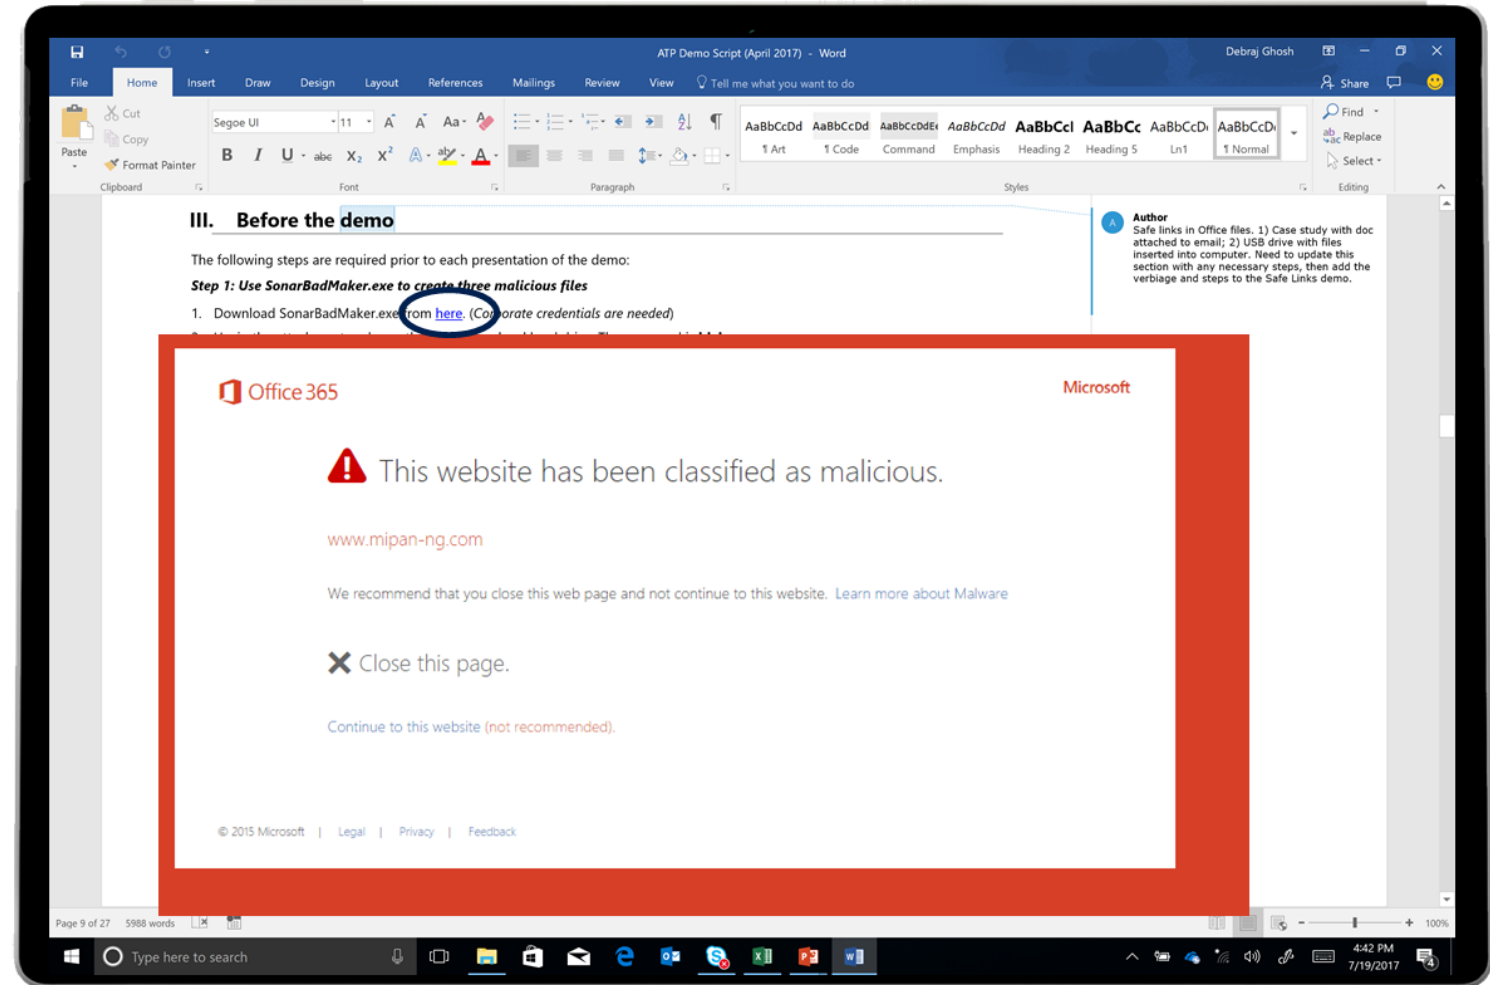 ATP Demo Script (April 2017) - Word
Debraj Ghosh
File Home Insert Draw Design Layout References Mailings Review View Tell me what you want to do
Share
Cut
Copy
Format Painter
Paste
Clipboard
Segoe UI 11 A A Aa
B I U abc X2 X2 A A
Font
Paragraph
AaBbCcDd AaBbCcDd AaBbCcDdEe AaBbCcDd AaBbCcI AaBbCc AaBbCcD AaBbCcD
¶ Art ¶ Code Command Emphasis Heading 2 Heading 5 Ln1 ¶ Normal
Styles
Find
Replace
Select
Editing
III. Before the demo
The following steps are required prior to each presentation of the demo:
Step 1: Use SonarBadMaker.exe to create three malicious files
1. Download SonarBadMaker.exe from here. (Corporate credentials are needed)
A
Author
Safe links in Office files. 1) Case study with doc
attached to email; 2) USB drive with files
inserted into computer. Need to update this
section with any necessary steps, then add the
verbiage and steps to the Safe Links demo.
Office 365
Microsoft
This website has been classified as malicious.
www.mipan-ng.com
We recommend that you close this web page and not continue to this website. Learn more about Malware
Close this page.
Continue to this website (not recommended).
© 2015 Microsoft | Legal | Privacy | Feedback
Page 9 of 27 5988 words
100%
Type here to search
4:42 PM
7/19/2017
4